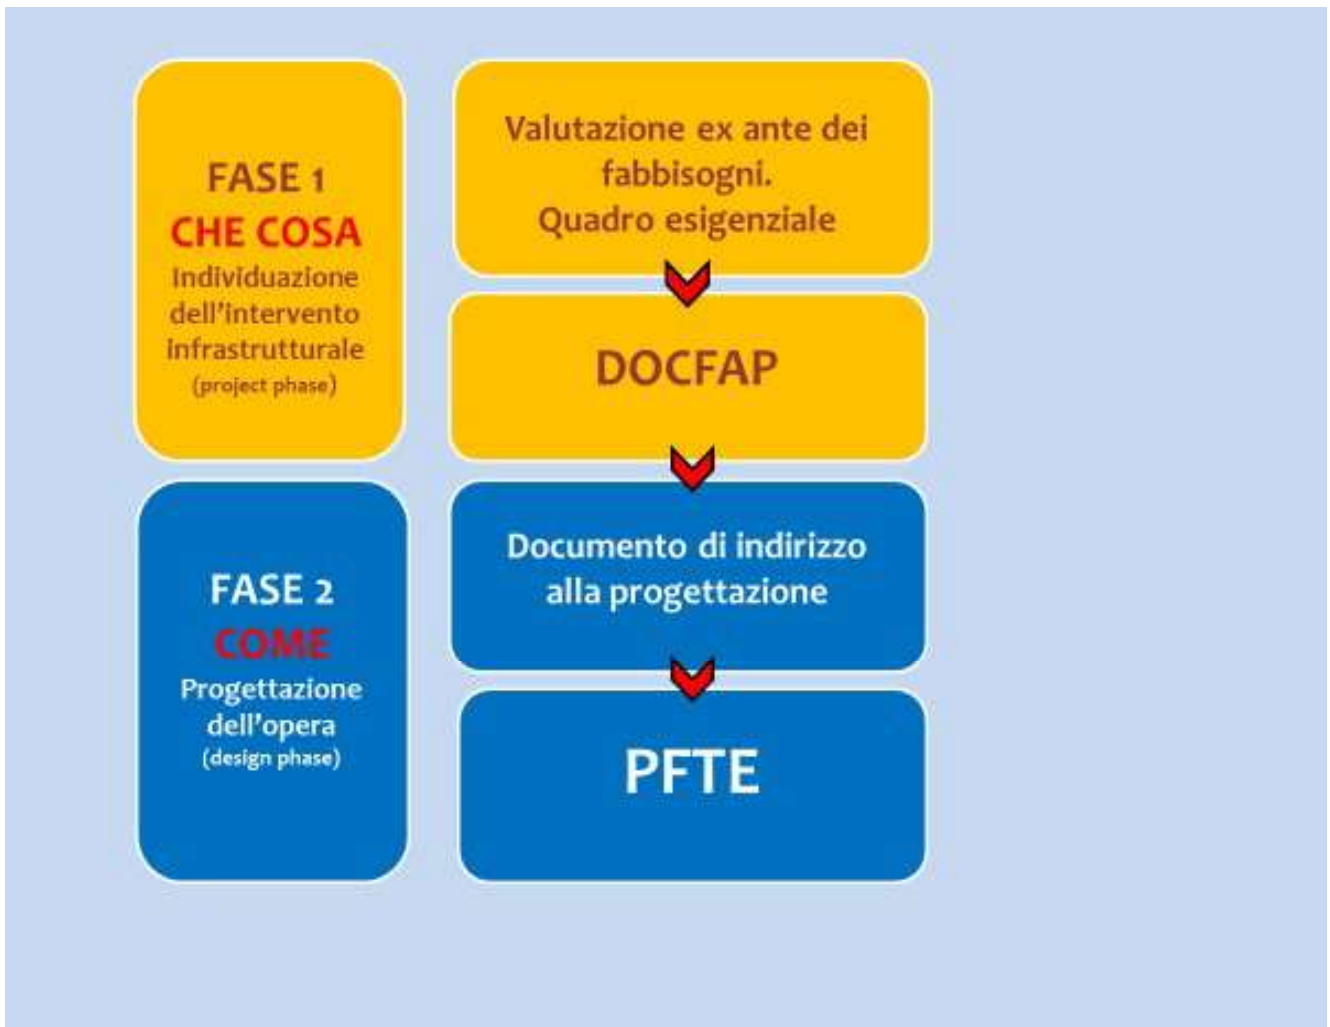 FASE 1
CHE COSA
Individuazione
dell'intervento
infrastrutturale
(project phase)
Valutazione ex ante dei
fabbisogni.
Quadro esigenziale
DOCFAP
FASE 2
COME
Progettazione
dell'opera
(design phase)
Documento di indirizzo
alla progettazione
PFTE